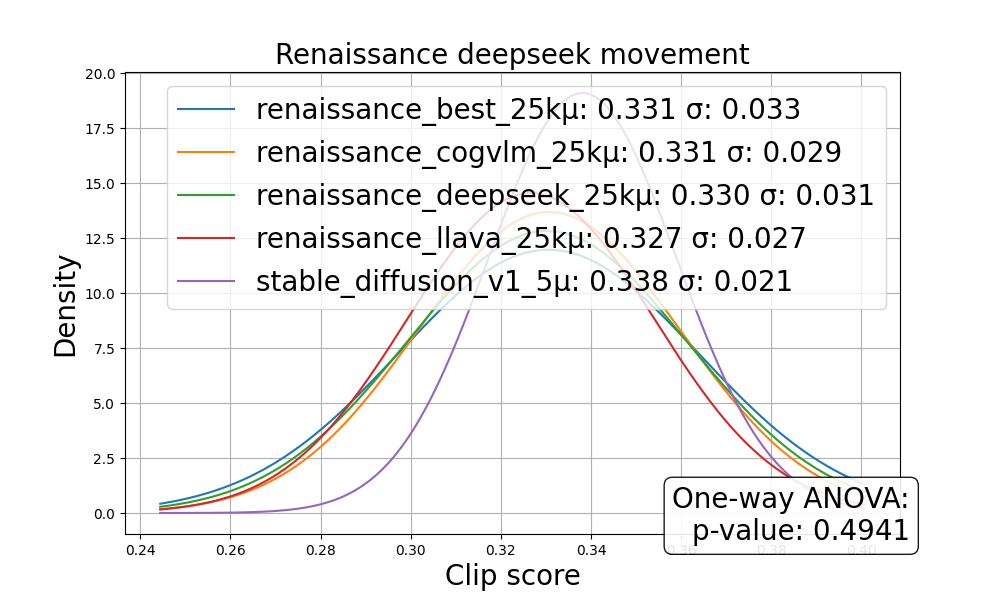 Renaissance deepseek movement
20.0
17.5
15.0
12.5
10.0
7.5
5.0
2.5
0.0
Density
renaissance_best_25kμ: 0.331 σ: 0.033
renaissance_cogvlm_25kμ: 0.331 σ: 0.029
renaissance_deepseek_25kμ: 0.330 σ: 0.031
renaissance_llava_25kμ: 0.327 σ: 0.027
stable_diffusion_v1_5μ: 0.338 σ: 0.021
One-way ANOVA:
p-value: 0.4941
0.24 0.26 0.28 0.30 0.32 0.34 0.36 0.38 0.40
Clip score